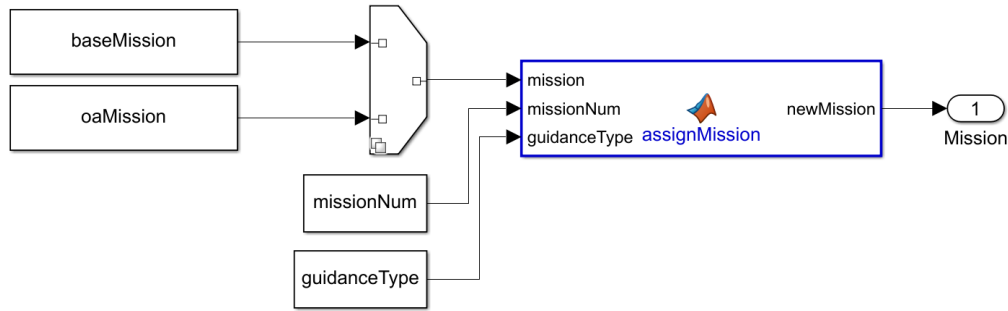 baseMission
oaMission
mission
missionNum
guidanceType
assignMission
newMission
1
Mission
missionNum
guidanceType